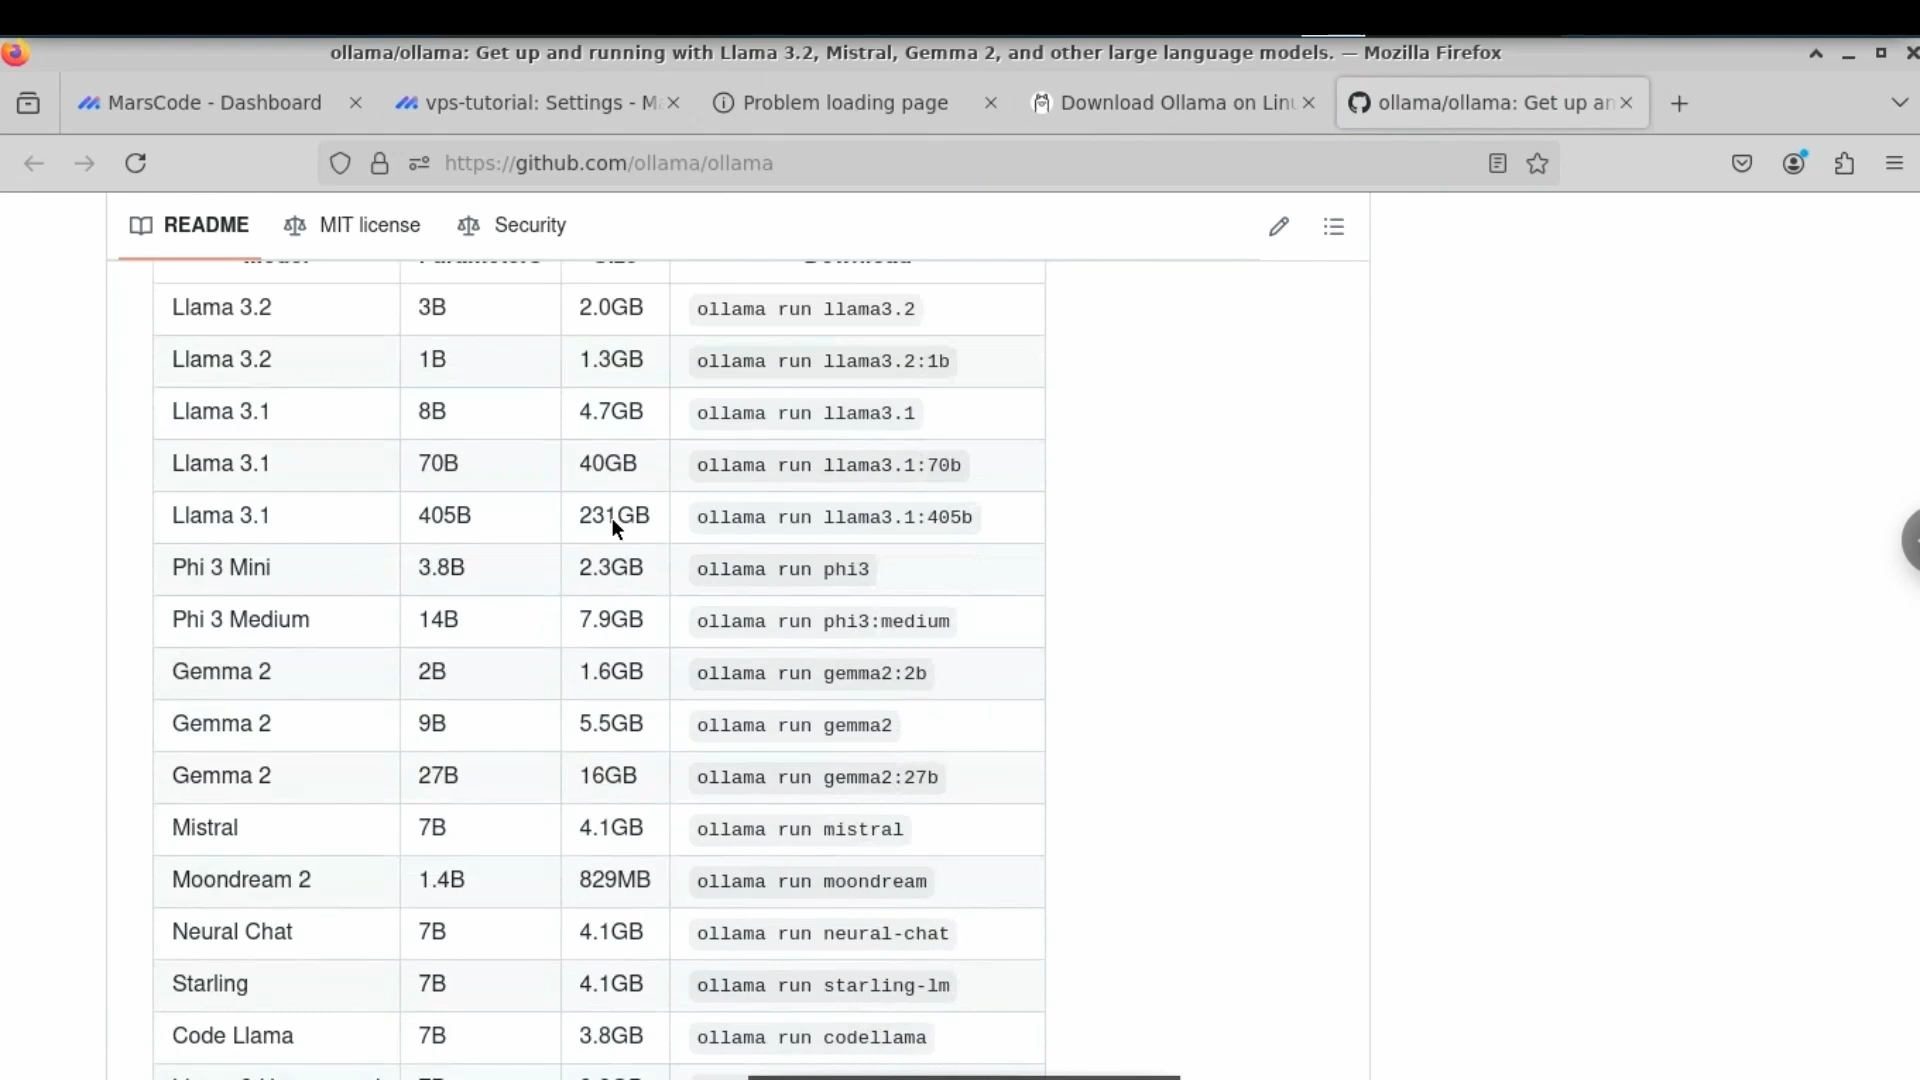 ollama/ollama: Get up and running with Llama 3.2, Mistral, Gemma 2, and other large language models. — Mozilla Firefox
MarsCode - Dashboard
vps-tutorial: Settings - Ma
Problem loading page
Download Ollama on Linu
ollama/ollama: Get up an
https://github.com/ollama/ollama
README MIT license Security
Model Parameters Size Download
Llama 3.2 3B 2.0GB ollama run llama3.2
Llama 3.2 1B 1.3GB ollama run llama3.2:1b
Llama 3.1 8B 4.7GB ollama run llama3.1
Llama 3.1 70B 40GB ollama run llama3.1:70b
Llama 3.1 405B 231GB ollama run llama3.1:405b
Phi 3 Mini 3.8B 2.3GB ollama run phi3
Phi 3 Medium 14B 7.9GB ollama run phi3:medium
Gemma 2 2B 1.6GB ollama run gemma2:2b
Gemma 2 9B 5.5GB ollama run gemma2
Gemma 2 27B 16GB ollama run gemma2:27b
Mistral 7B 4.1GB ollama run mistral
Moondream 2 1.4B 829MB ollama run moondream
Neural Chat 7B 4.1GB ollama run neural-chat
Starling 7B 4.1GB ollama run starling-lm
Code Llama 7B 3.8GB ollama run codellama